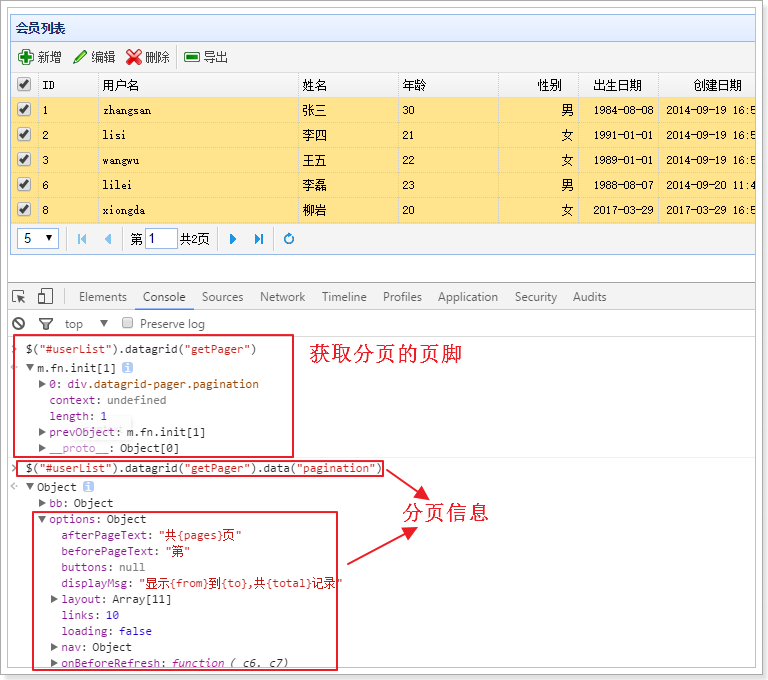 会员列表
新增 编辑 删除 导出
ID 用户名 姓名 年龄 性别 出生日期 创建日期
1 zhangsan 张三 30 男 1984-08-08 2014-09-19 16:5
2 lisi 李四 21 女 1991-01-01 2014-09-19 16:5
3 wangwu 王五 22 女 1989-01-01 2014-09-19 16:5
6 lilei 李磊 23 男 1988-08-07 2014-09-20 11:4
8 xiongda 柳岩 20 女 2017-03-29 2017-03-29 16:5
5 第 1 共2页
Elements Console Sources Network Timeline Profiles Application Security Audits
top Preserve log
$("#userList").datagrid("getPager")
获取分页的页脚
m.fn.init[1]
0: div.datagrid-pager.pagination
context: undefined
length: 1
prevObject: m.fn.init[1]
__proto__: Object[0]
$("#userList").datagrid("getPager").data("pagination")
Object
bb: Object
分页信息
options: Object
afterPageText: "共{pages}页"
beforePageText: "第"
buttons: null
displayMsg: "显示{from}到{to},共{total}记录"
layout: Array[11]
links: 10
loading: false
nav: Object
onBeforeRefresh: function (_c6,_c7)